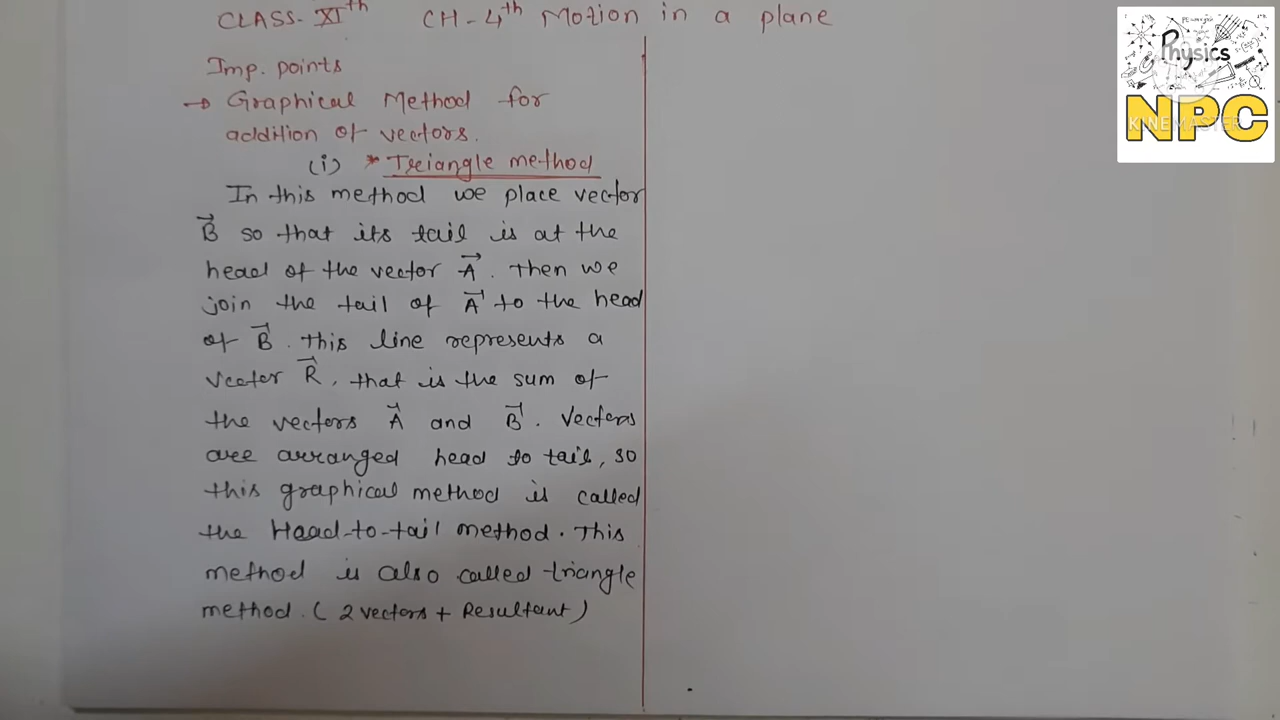 CLASS-XIth CH-4th Motion in a plane
Imp. points
→ Graphical Method for
addition of vectors.
(i) * Triangle method
In this method we place vector
B⃗ so that its tail is at the
head of the vector A⃗. Then we
join the tail of A⃗ to the head
of B⃗. This line represents a
vector R⃗, that is the sum of
the vectors A⃗ and B⃗. Vectors
are arranged head to tail, so
this graphical method is called
the Head-to-tail method. This
method is also called triangle
method. (2 vectors + Resultant)
Physics
NPC
KINEMASTER